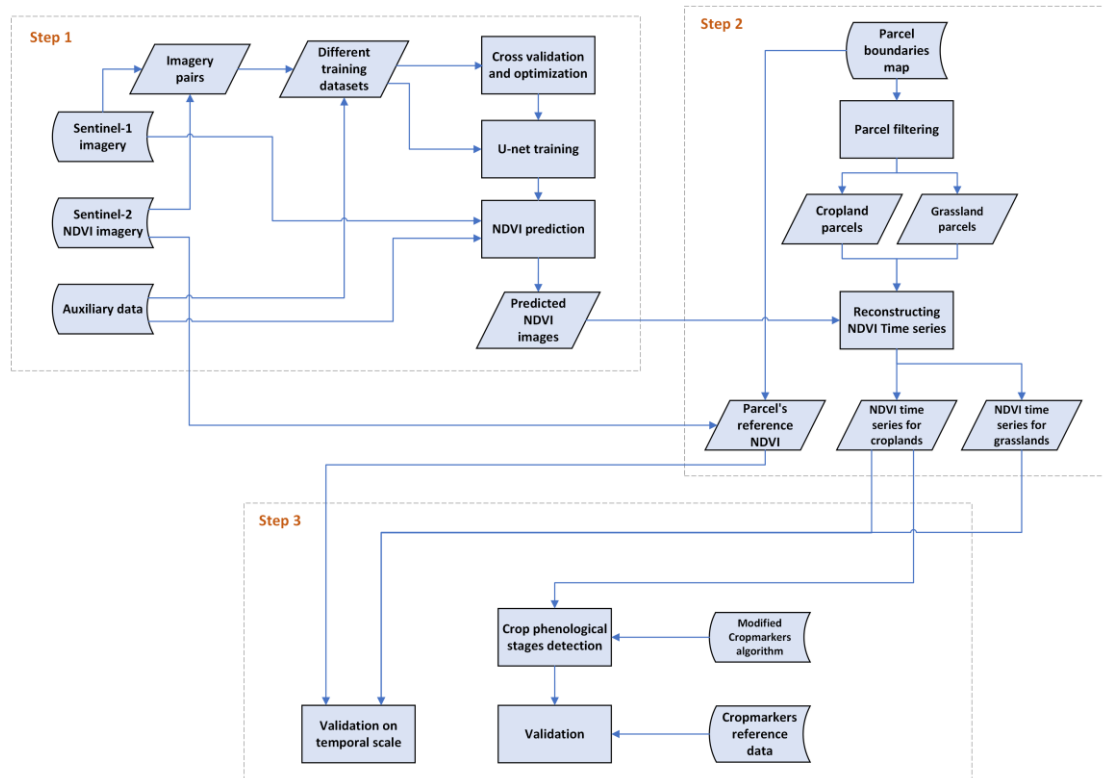 Step 1
Imagery
pairs
Different
training
datasets
Cross validation
and optimization
Sentinel-1
imagery
U-net training
Sentinel-2
NDVI imagery
NDVI prediction
Auxiliary data
Predicted
NDVI
images
Step 2
Parcel
boundaries
map
Parcel filtering
Cropland
parcels
Grassland
parcels
Reconstructing
NDVI Time series
Parcel's
reference
NDVI
NDVI time
series for
croplands
NDVI time
series for
grasslands
Step 3
Crop phenological
stages detection
Modified
Cropmarkers
algorithm
Validation on
temporal scale
Validation
Cropmarkers
reference
data